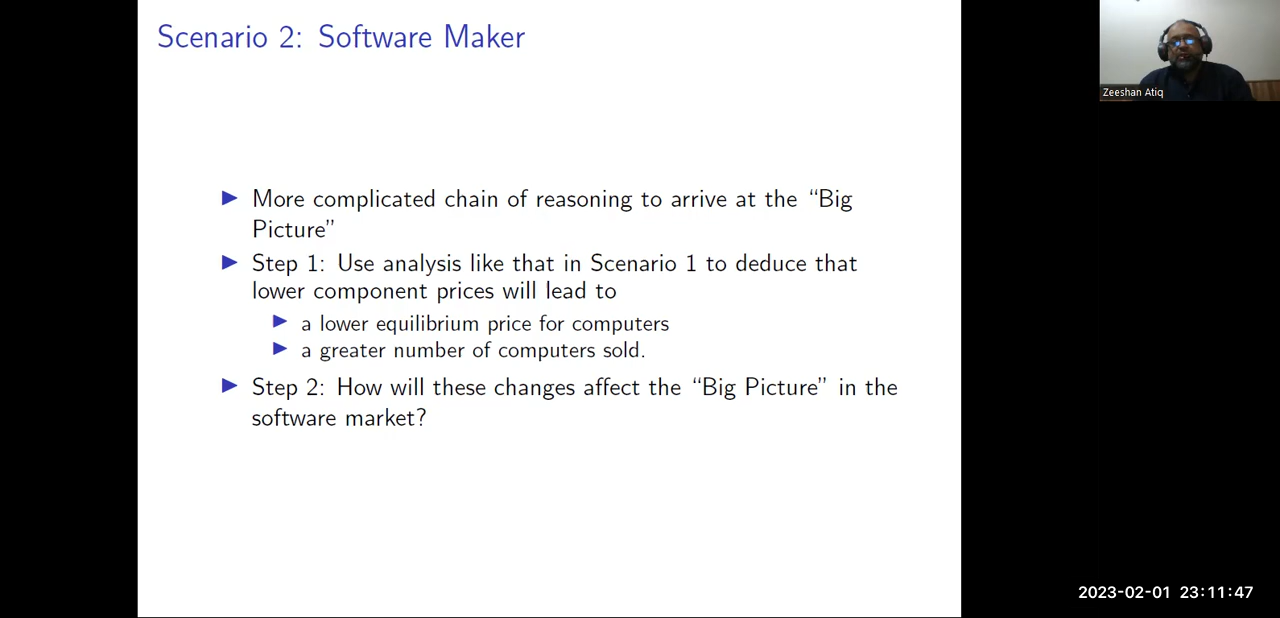 Scenario 2: Software Maker
Zeeshan Atiq
More complicated chain of reasoning to arrive at the “Big
Picture”
Step 1: Use analysis like that in Scenario 1 to deduce that
lower component prices will lead to
a lower equilibrium price for computers
a greater number of computers sold.
Step 2: How will these changes affect the “Big Picture” in the
software market?
2023-02-01 23:11:47